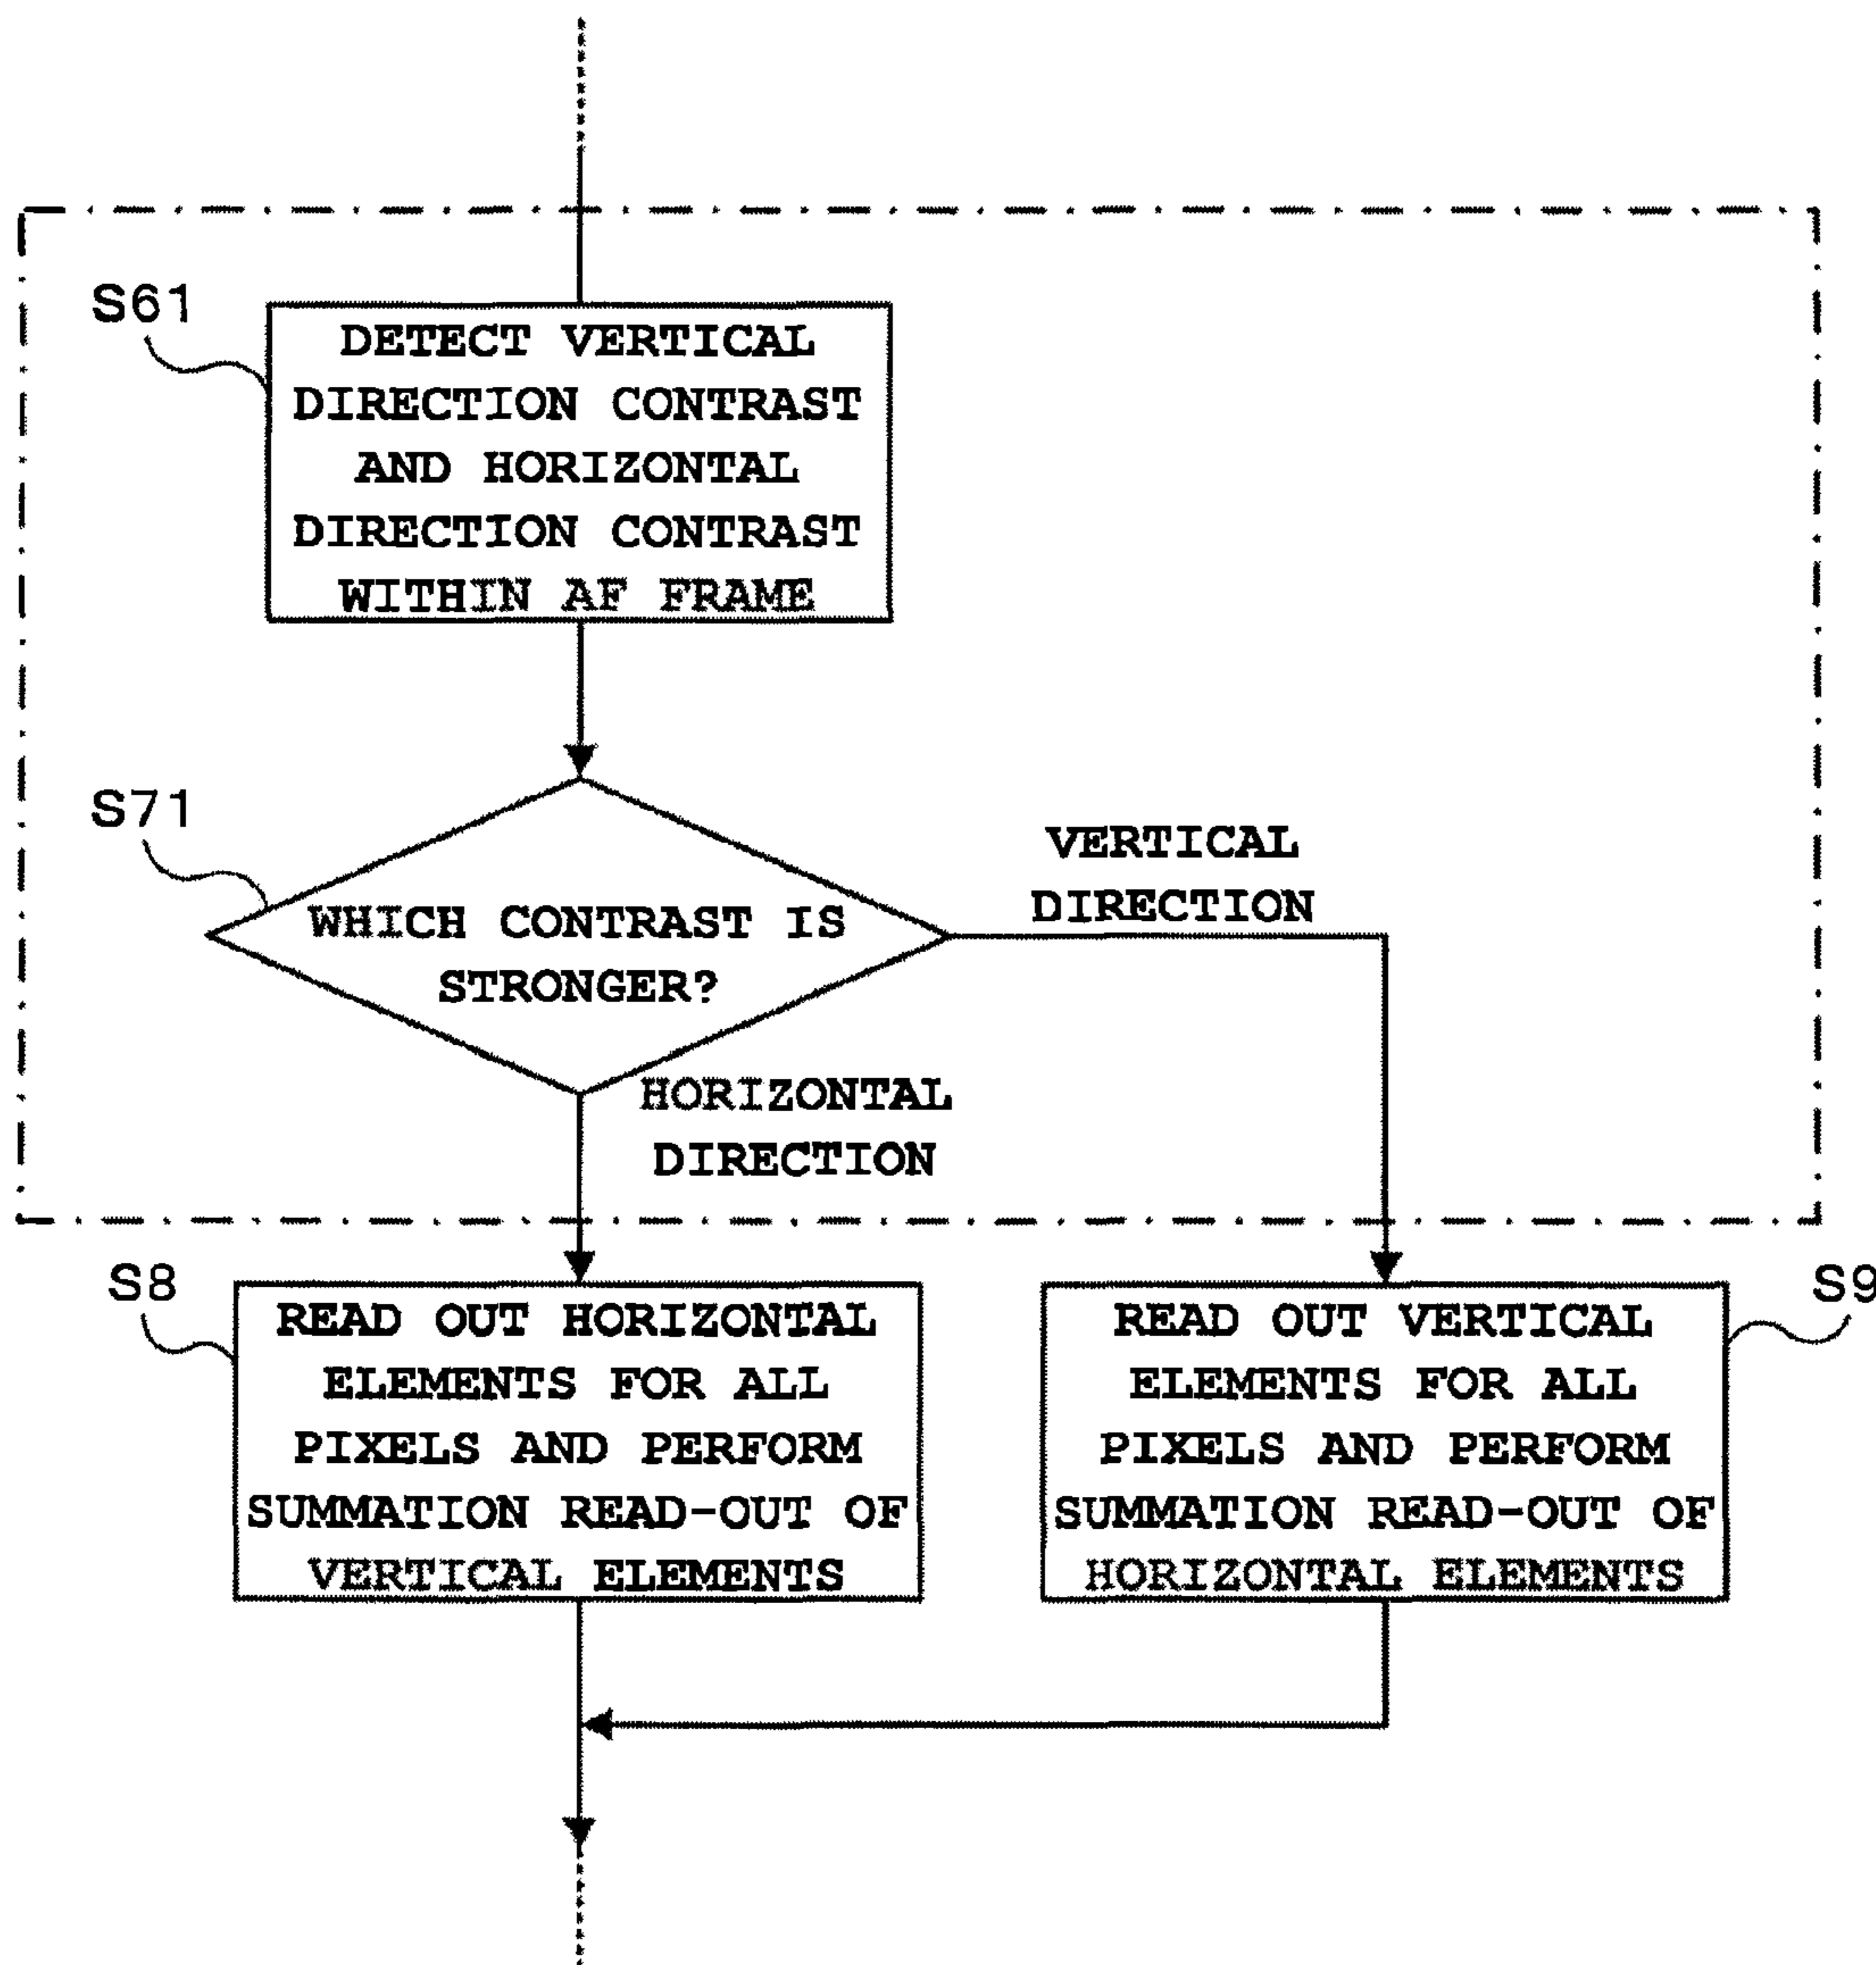 S61
DETECT VERTICAL
DIRECTION CONTRAST
AND HORIZONTAL
DIRECTION CONTRAST
WITHIN AF FRAME
S71
WHICH CONTRAST IS
STRONGER?
VERTICAL
DIRECTION
HORIZONTAL
DIRECTION
S8
READ OUT HORIZONTAL
ELEMENTS FOR ALL
PIXELS AND PERFORM
SUMMATION READ-OUT OF
VERTICAL ELEMENTS
S9
READ OUT VERTICAL
ELEMENTS FOR ALL
PIXELS AND PERFORM
SUMMATION READ-OUT OF
HORIZONTAL ELEMENTS